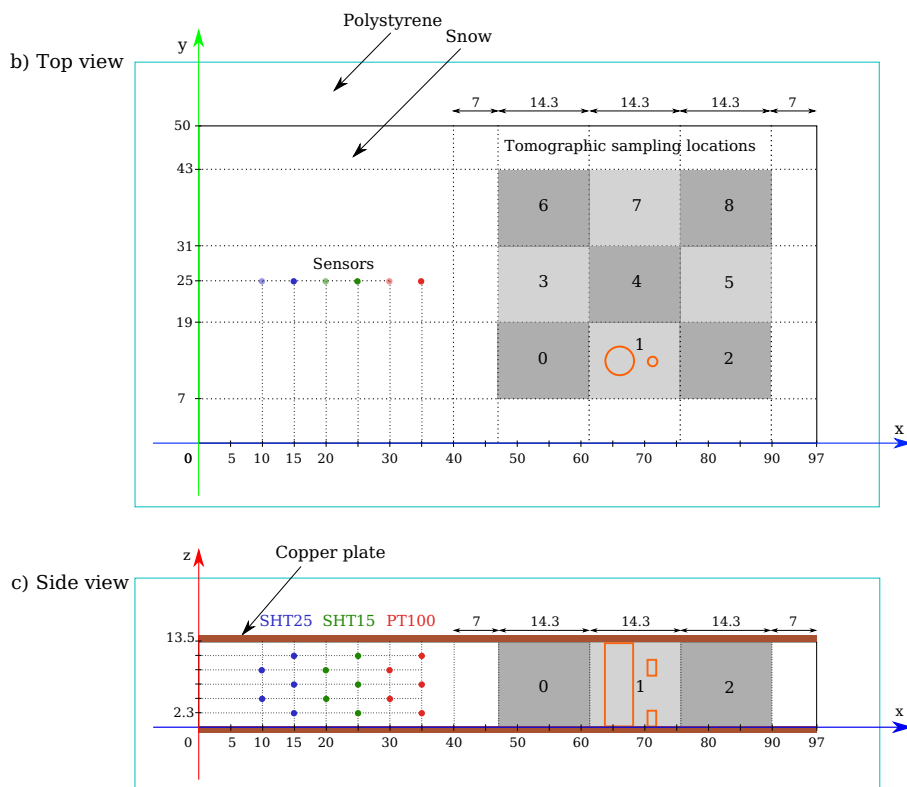 Polystyrene
Snow
b) Top view
y
7 14.3 14.3 14.3 7
50
Tomographic sampling locations
43
6 7 8
31
Sensors
25
3 4 5
19
1
0 2
7
x
0 5 10 15 20 25 30 35 40 50 60 70 80 90 97
Copper plate
z
c) Side view
SHT25 SHT15 PT100
7 14.3 14.3 14.3 7
13.5
0 1 2
2.3
x
0 5 10 15 20 25 30 35 40 50 60 70 80 90 97